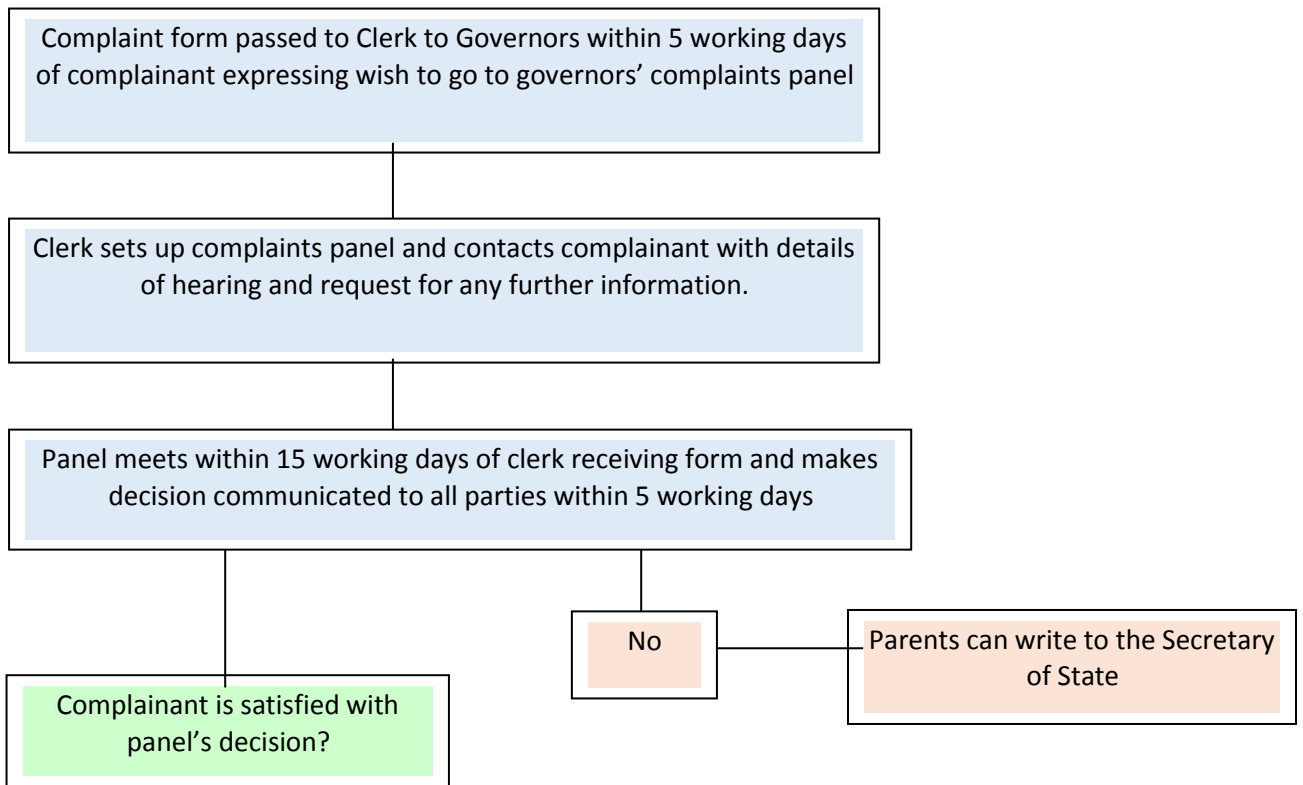 Complaint form passed to Clerk to Governors within 5 working days
of complainant expressing wish to go to governors’ complaints panel
Clerk sets up complaints panel and contacts complainant with details
of hearing and request for any further information.
Panel meets within 15 working days of clerk receiving form and makes
decision communicated to all parties within 5 working days
No
Parents can write to the Secretary
of State
Complainant is satisfied with
panel’s decision?